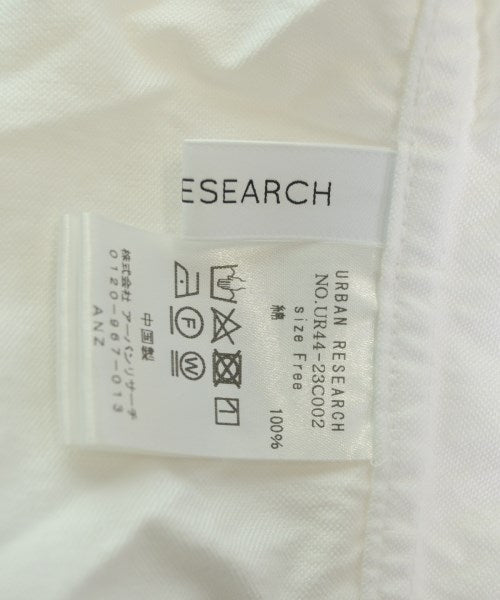 ESEARCH
URBAN RESEARCH
NO.UR44-23C002
size Free
綿 100%
中国製
株式会社 アーバンリサーチ
0120-967-013
ANZ